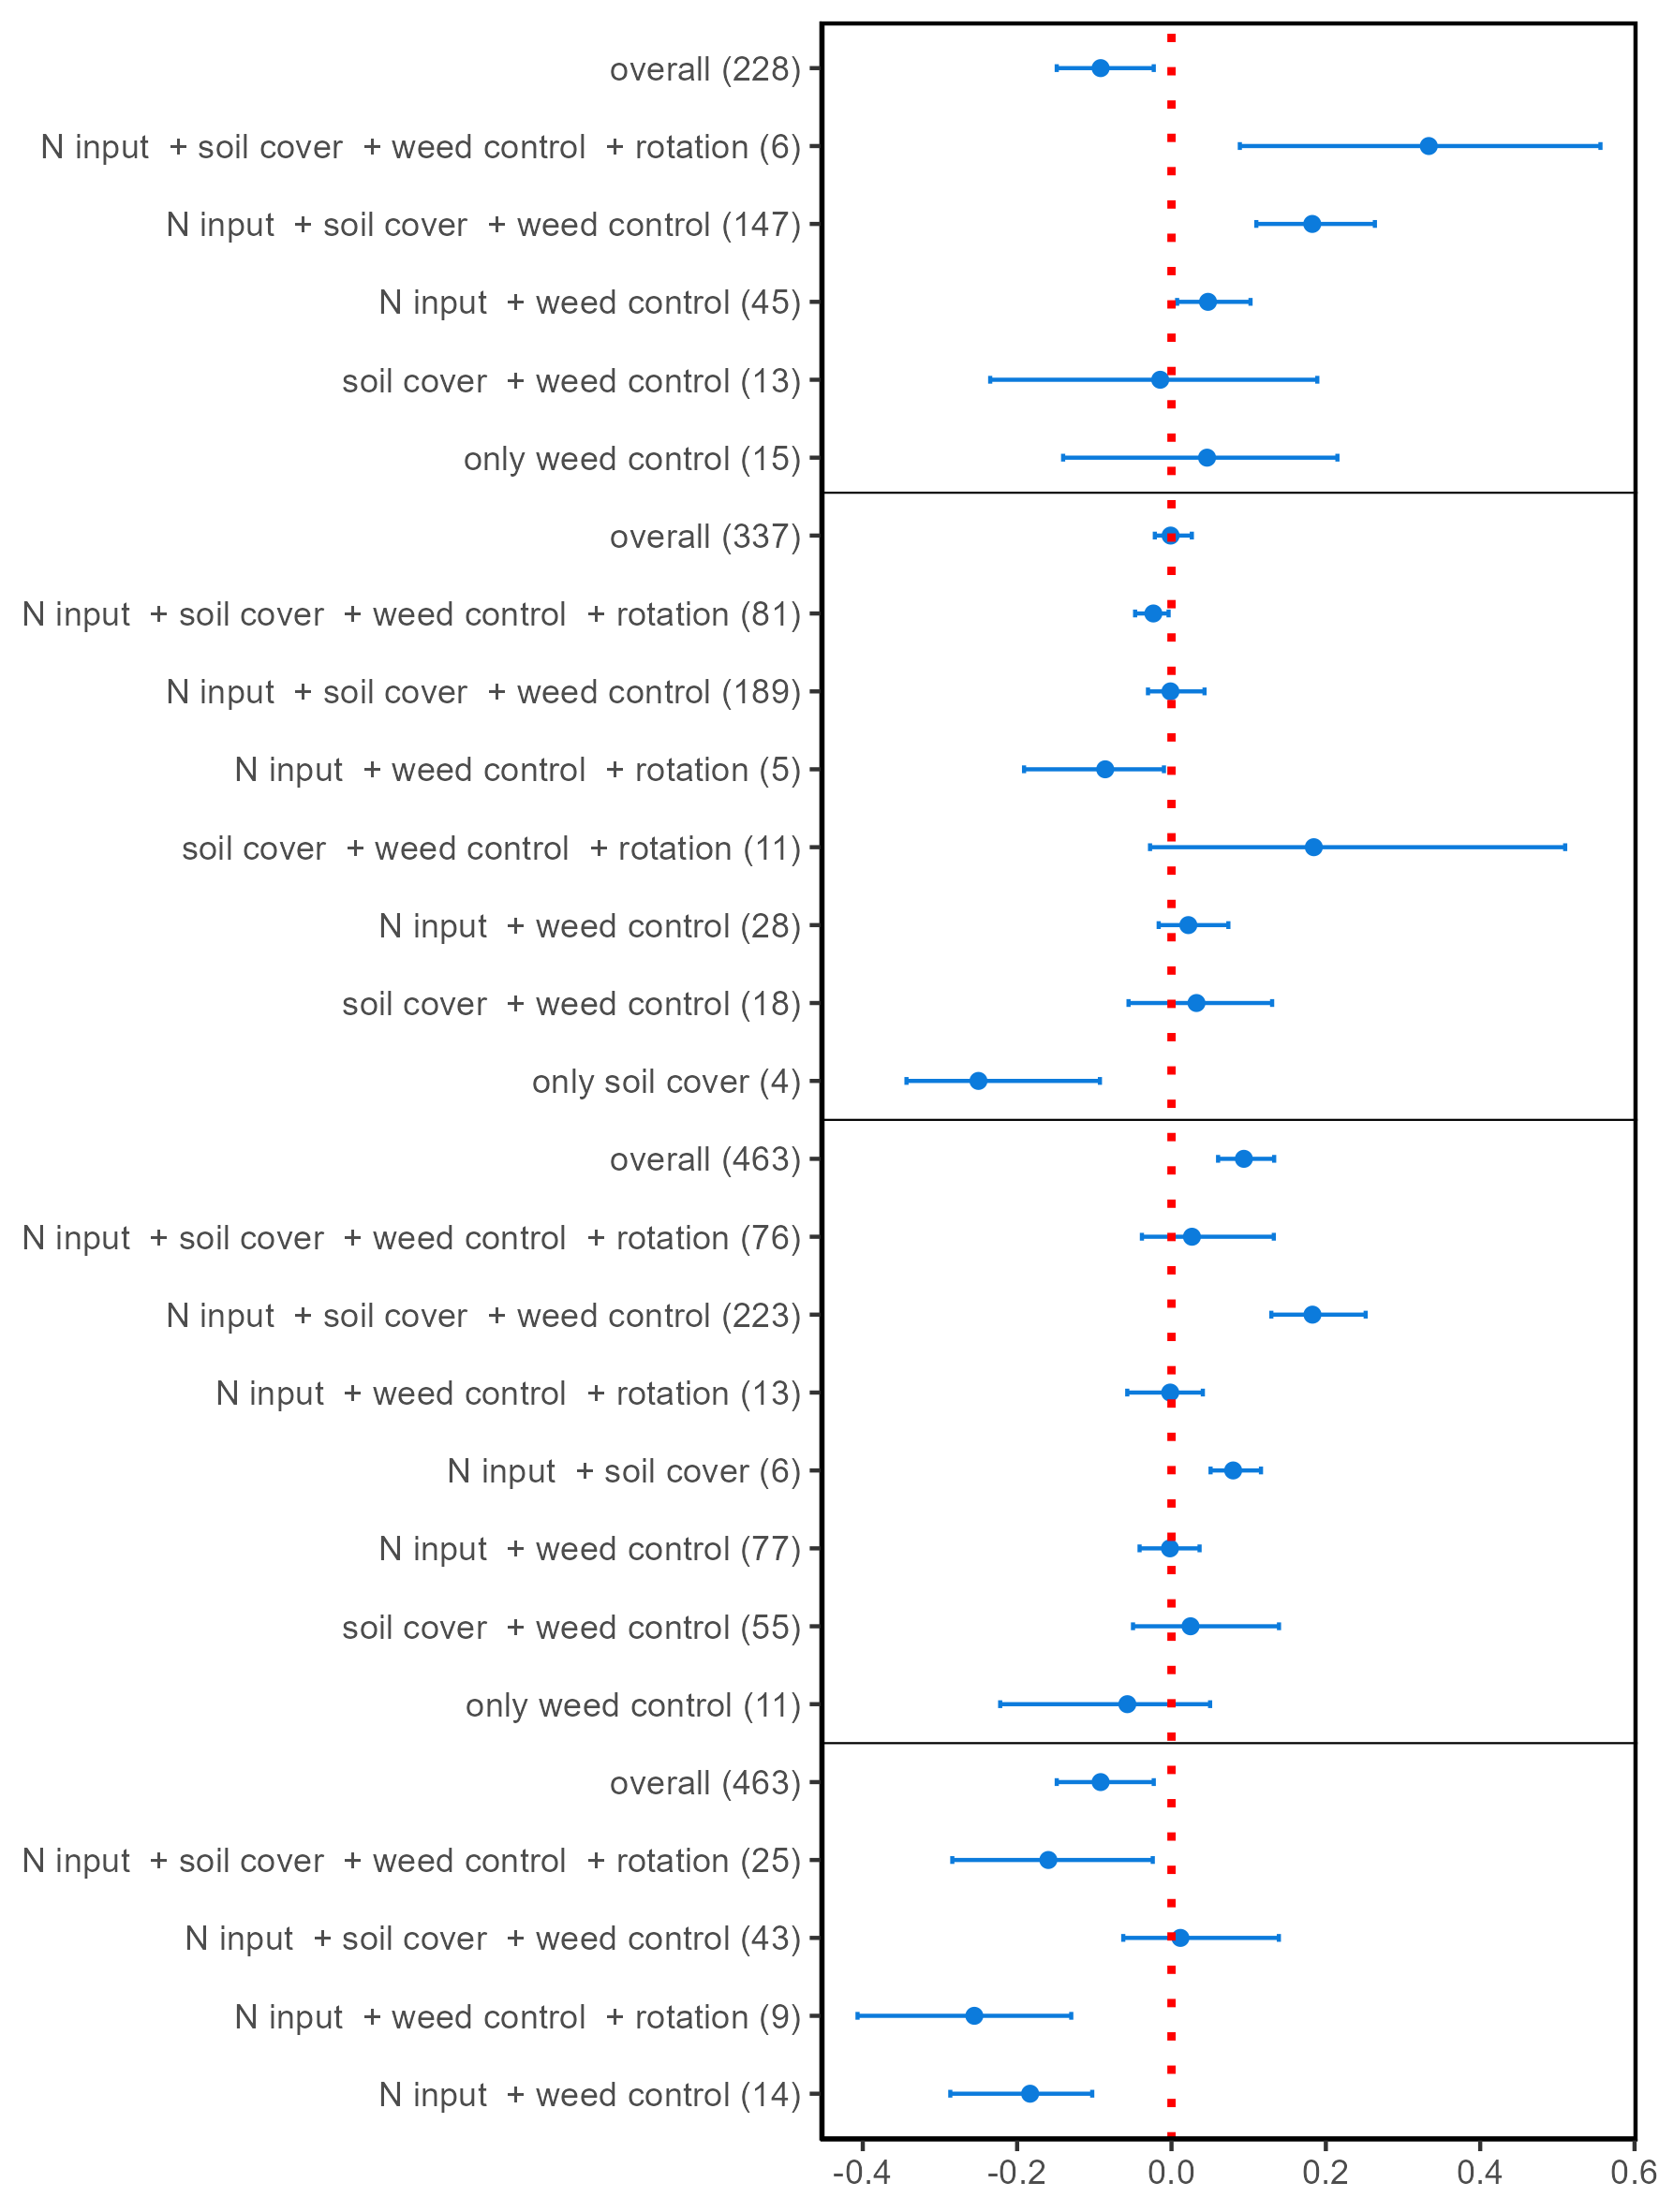 overall (228)
N input + soil cover + weed control + rotation (6)
N input + soil cover + weed control (147)
N input + weed control (45)
soil cover + weed control (13)
only weed control (15)
overall (337)
N input + soil cover + weed control + rotation (81)
N input + soil cover + weed control (189)
N input + weed control + rotation (5)
soil cover + weed control + rotation (11)
N input + weed control (28)
soil cover + weed control (18)
only soil cover (4)
overall (463)
N input + soil cover + weed control + rotation (76)
N input + soil cover + weed control (223)
N input + weed control + rotation (13)
N input + soil cover (6)
N input + weed control (77)
soil cover + weed control (55)
only weed control (11)
overall (463)
N input + soil cover + weed control + rotation (25)
N input + soil cover + weed control (43)
N input + weed control + rotation (9)
N input + weed control (14)
-0.4 -0.2 0.0 0.2 0.4 0.6